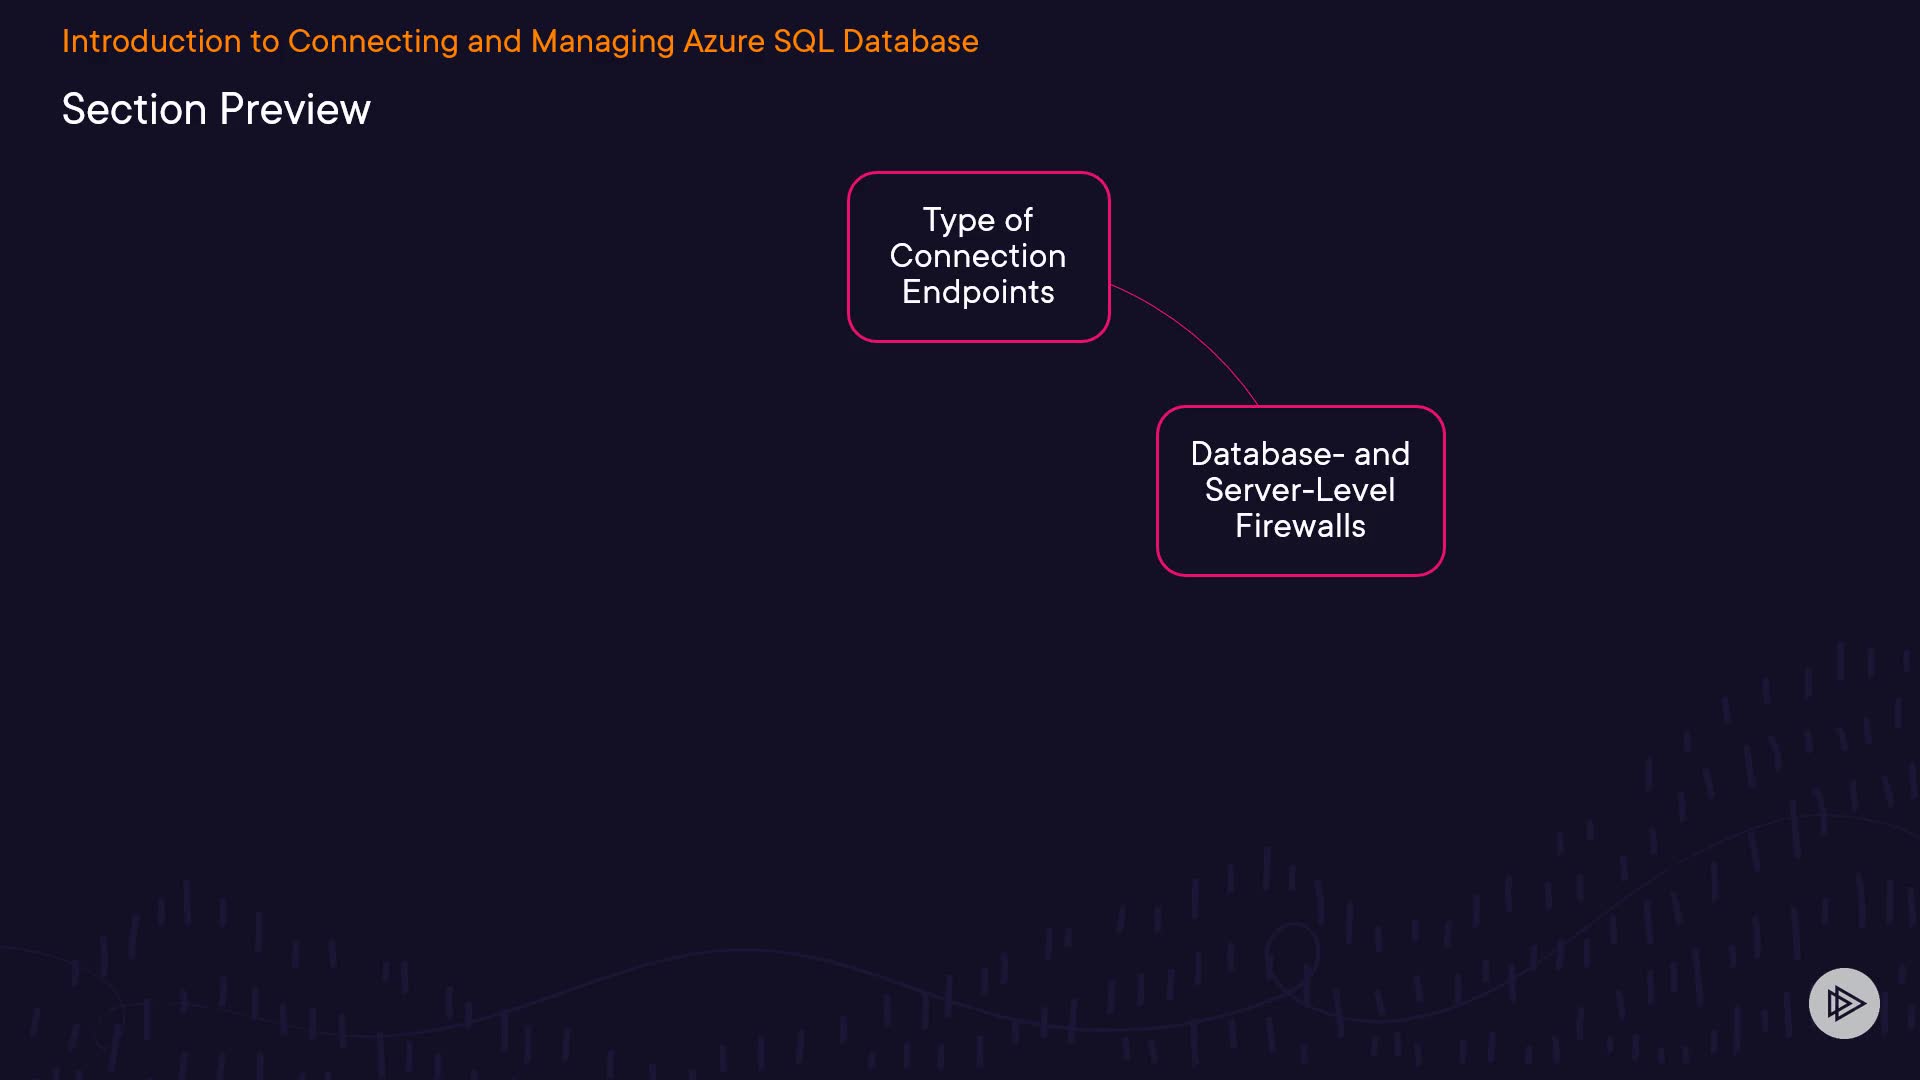 Introduction to Connecting and Managing Azure SQL Database
Section Preview
Type of
Connection
Endpoints
Database- and
Server-Level
Firewalls